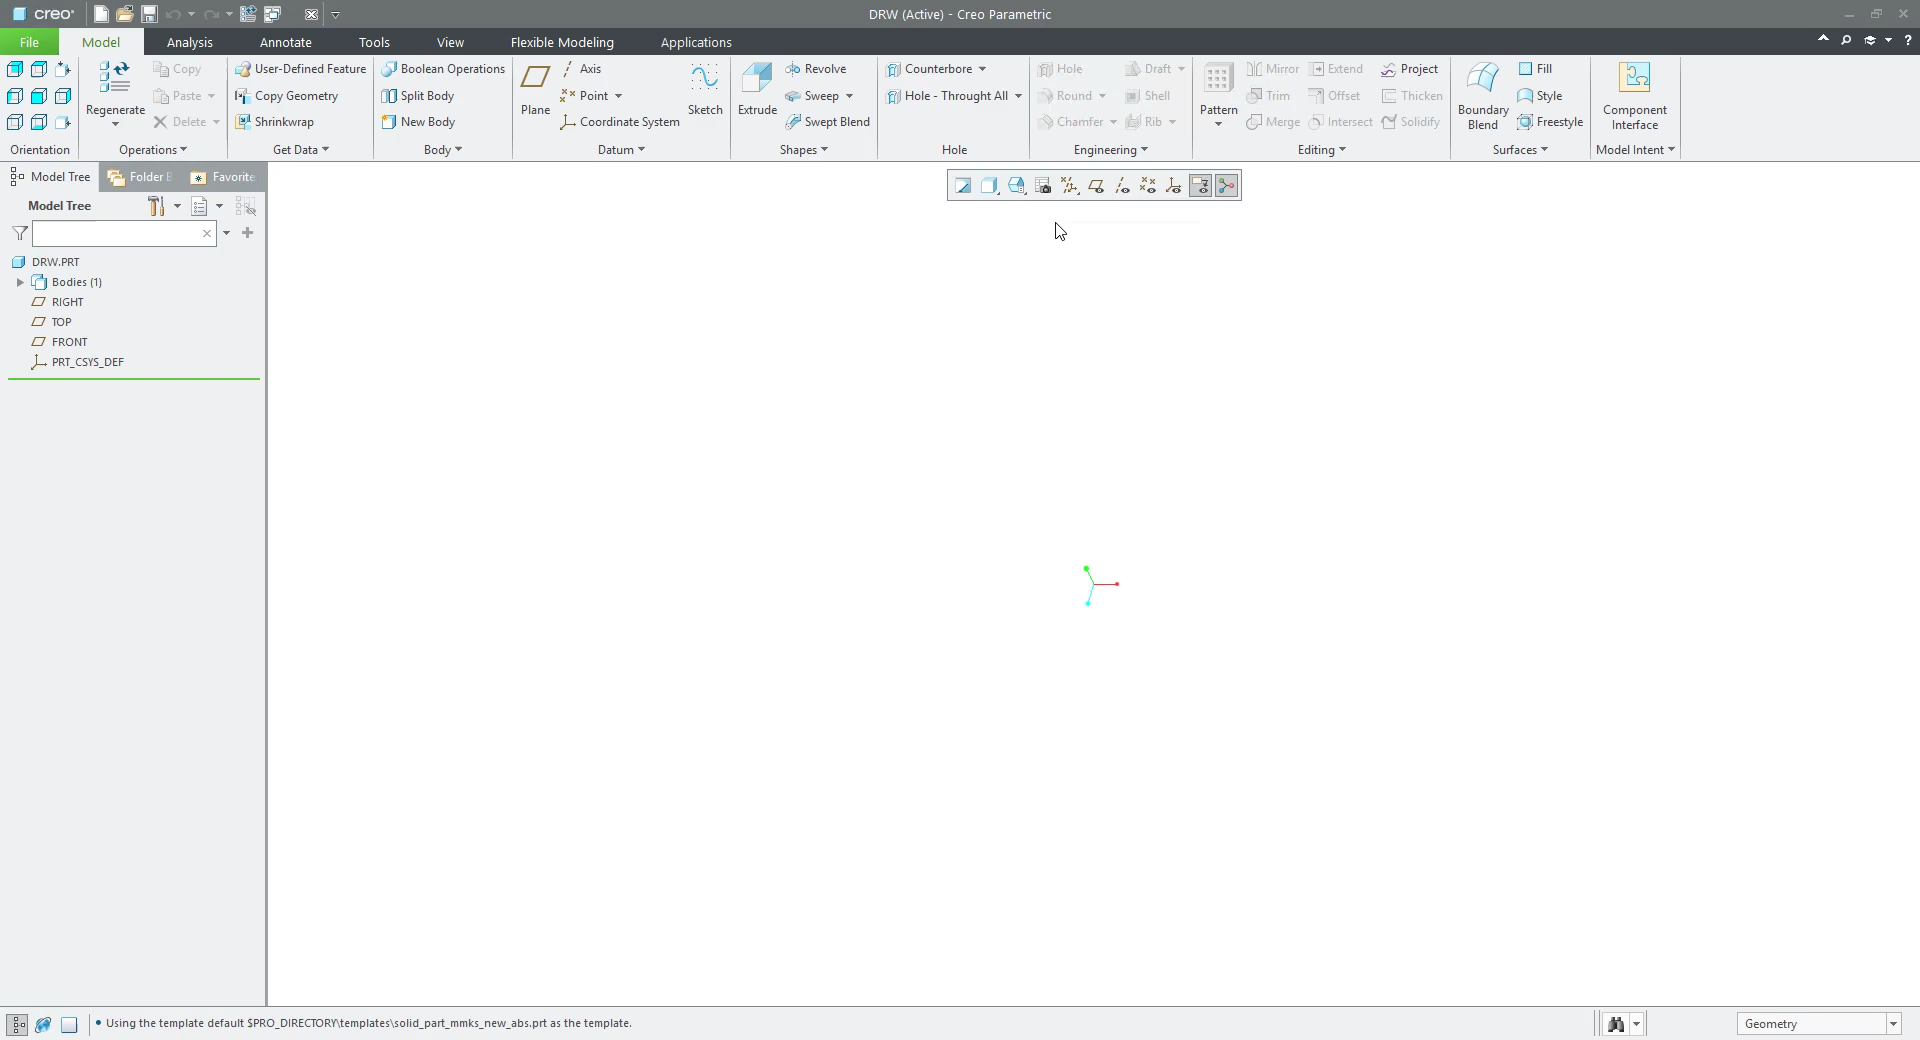 creo
DRW (Active) - Creo Parametric
File
Model
Analysis
Annotate
Tools
View
Flexible Modeling
Applications
?
Regenerate
Copy
Paste
Delete
User-Defined Feature
Copy Geometry
Shrinkwrap
Boolean Operations
Split Body
New Body
Plane
Axis
Point
Coordinate System
Sketch
Extrude
Revolve
Sweep
Swept Blend
Counterbore
Hole - Throught All
Hole
Round
Chamfer
Draft
Shell
Rib
Pattern
Mirror
Trim
Merge
Extend
Offset
Intersect
Project
Thicken
Solidify
Boundary
Blend
Fill
Style
Freestyle
Component
Interface
Orientation
Operations
Get Data
Body
Datum
Shapes
Hole
Engineering
Editing
Surfaces
Model Intent
Model Tree
Folder B
Favorite
Model Tree
DRW.PRT
Bodies (1)
RIGHT
TOP
FRONT
PRT_CSYS_DEF
• Using the template default $PRO_DIRECTORY\templates\solid_part_mmks_new_abs.prt as the template.
Geometry